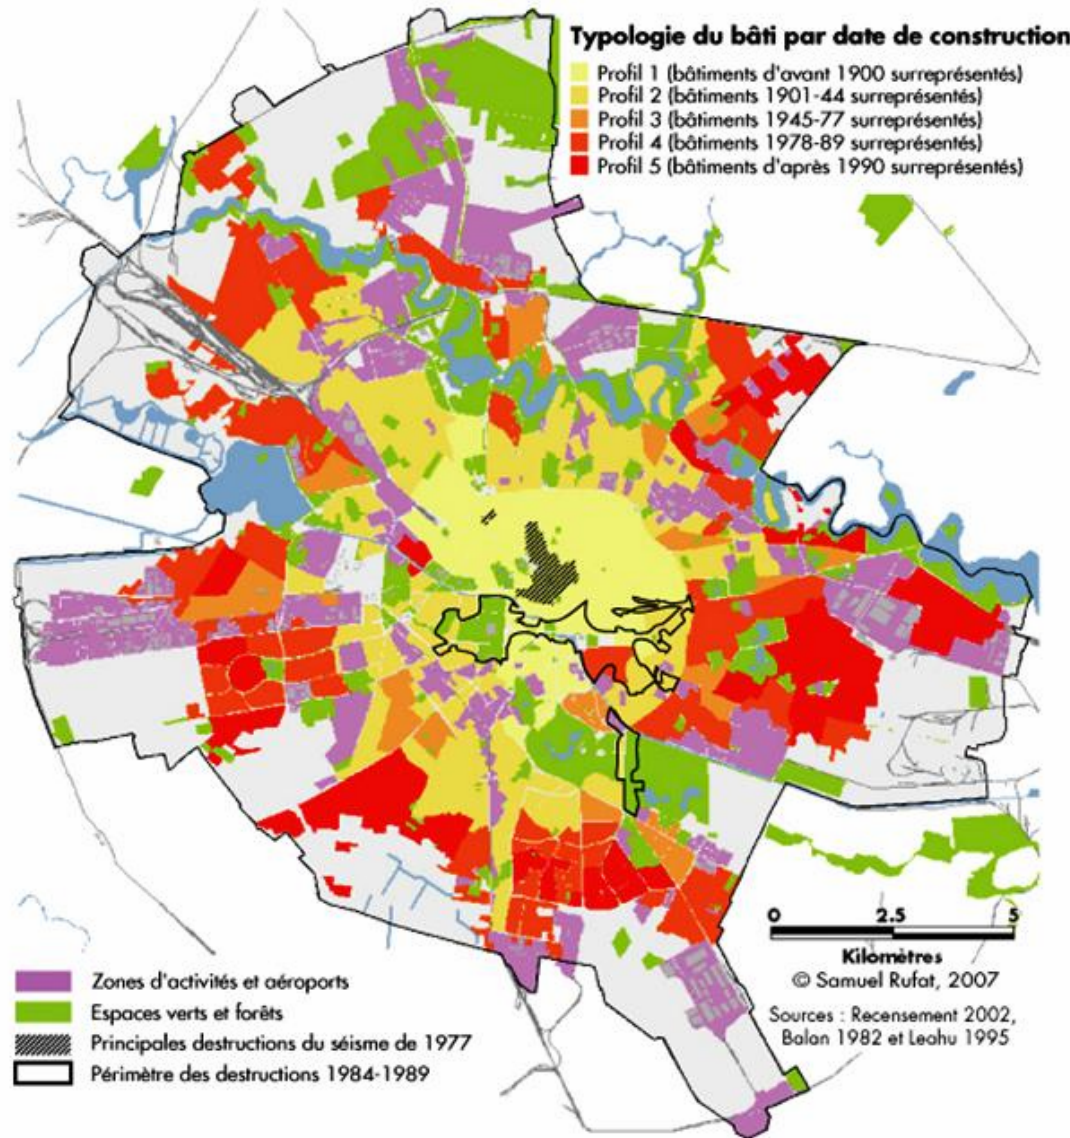 Typologie du bâti par date de construction
Profil 1 (bâtiments d'avant 1900 surreprésentés)
Profil 2 (bâtiments 1901-44 surreprésentés)
Profil 3 (bâtiments 1945-77 surreprésentés)
Profil 4 (bâtiments 1978-89 surreprésentés)
Profil 5 (bâtiments d'après 1990 surreprésentés)
0 2.5 5
Kilomètres
© Samuel Rufat, 2007
Sources : Recensement 2002,
Balan 1982 et Leahu 1995
Zones d'activités et aéroports
Espaces verts et forêts
Principales destructions du séisme de 1977
Périmètre des destructions 1984-1989